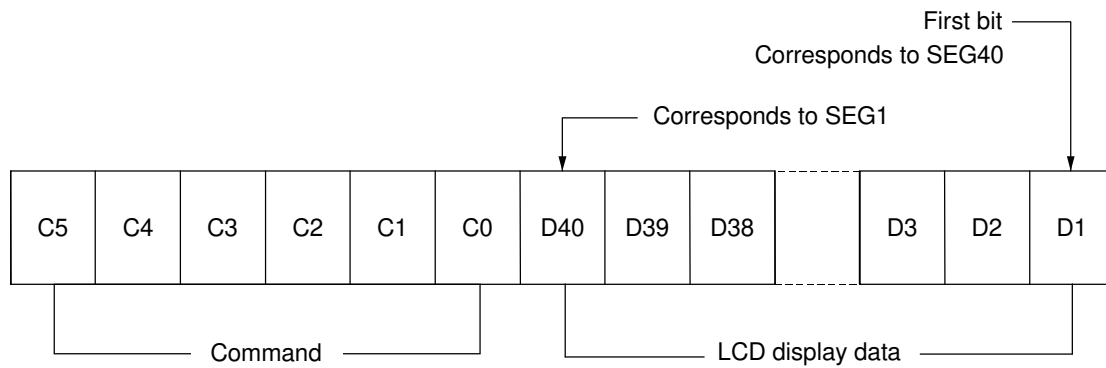 First bit
Corresponds to SEG40
Corresponds to SEG1
C5 C4 C3 C2 C1 C0 D40 D39 D38 D3 D2 D1
Command LCD display data